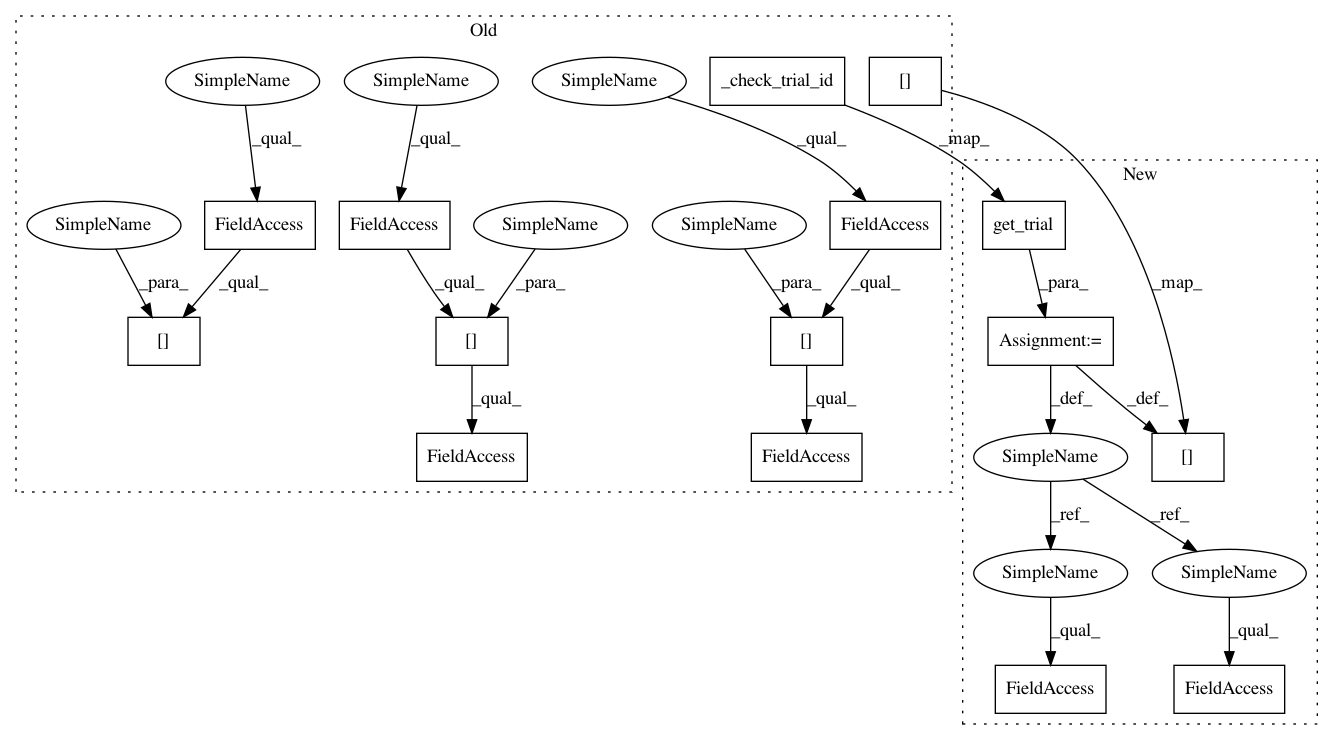 Old
SimpleName
SimpleName
SimpleName
_check_trial_id
[]
_qual_
_qual_
_qual_
_map_
New
SimpleName
FieldAccess
FieldAccess
SimpleName
SimpleName
FieldAccess
get_trial
_para_
_qual_
_qual_
_para_
_para_
_qual_
_para_
_map_
[]
[]
[]
Assignment:=
_qual_
_qual_
_def_
_def_
FieldAccess
FieldAccess
SimpleName
[]
_ref_
_ref_
SimpleName
SimpleName
_qual_
_qual_
FieldAccess
FieldAccess